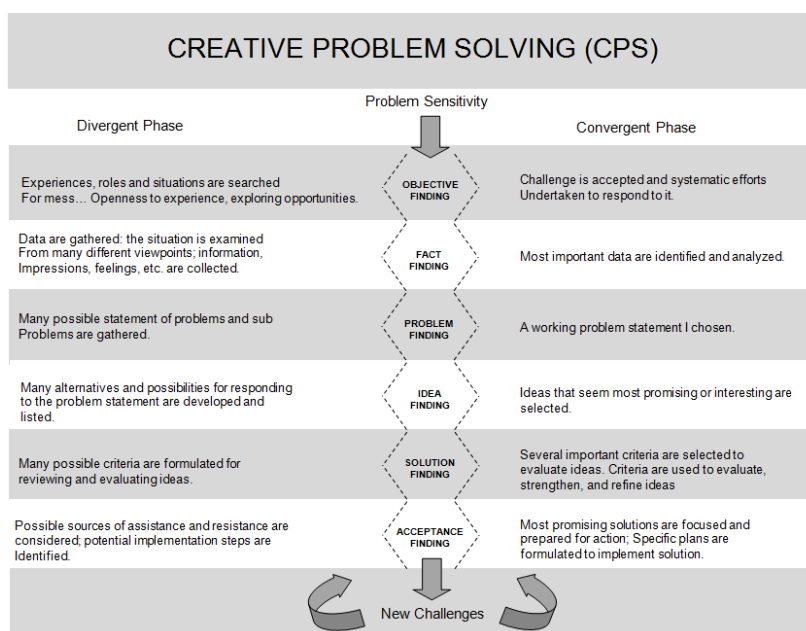 CREATIVE PROBLEM SOLVING (CPS)
Problem Sensitivity
Divergent Phase
Convergent Phase
Experiences, roles and situations are searched
For mess... Openness to experience, exploring opportunities.
OBJECTIVE
FINDING
Challenge is accepted and systematic efforts
Undertaken to respond to it.
Data are gathered: the situation is examined
From many different viewpoints; information,
Impressions, feelings, etc. are collected.
FACT
FINDING
Most important data are identified and analyzed.
Many possible statement of problems and sub
Problems are gathered.
PROBLEM
FINDING
A working problem statement I chosen.
Many alternatives and possibilities for responding
to the problem statement are developed and
listed.
IDEA
FINDING
Ideas that seem most promising or interesting are
selected.
Many possible criteria are formulated for
reviewing and evaluating ideas.
SOLUTION
FINDING
Several important criteria are selected to
evaluate ideas. Criteria are used to evaluate,
strengthen, and refine ideas
Possible sources of assistance and resistance are
considered; potential implementation steps are
Identified.
ACCEPTANCE
FINDING
Most promising solutions are focused and
prepared for action; Specific plans are
formulated to implement solution.
New Challenges